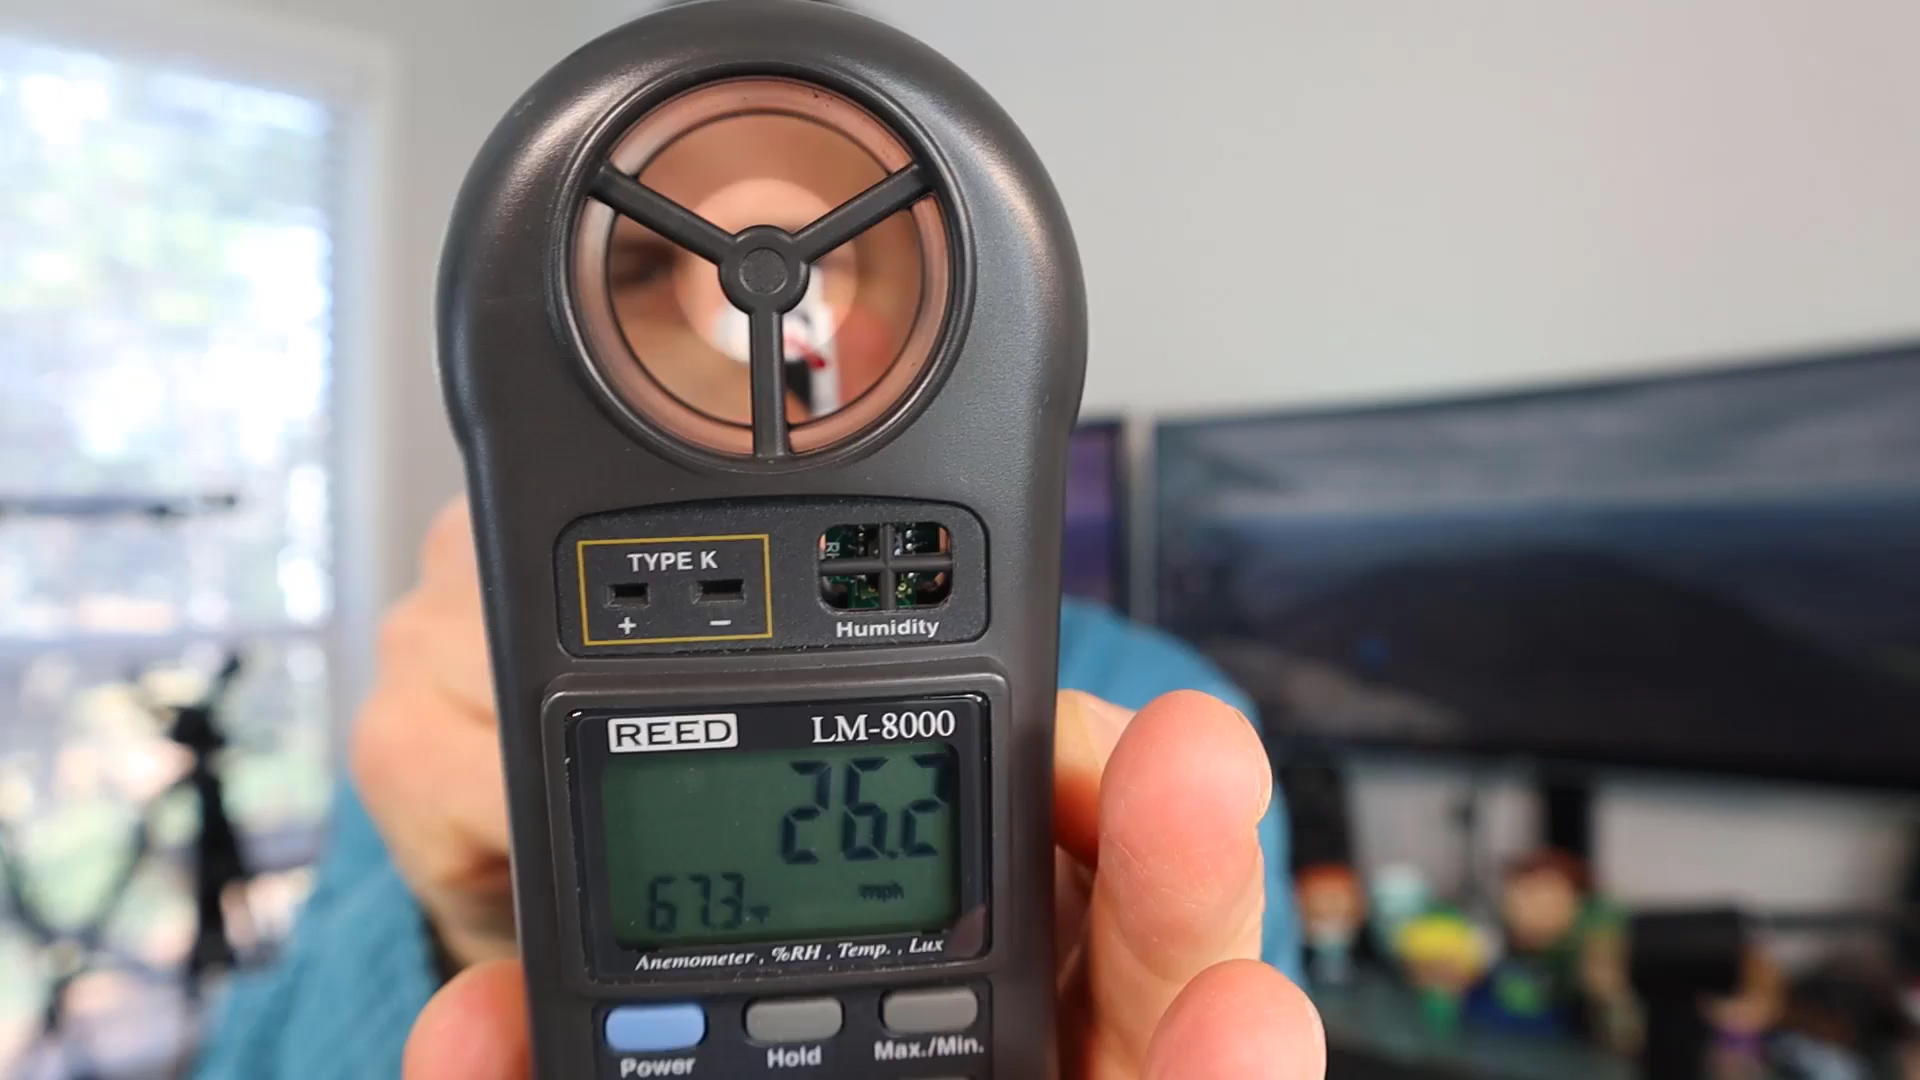 TYPE K
+ −
Humidity
REED LM-8000
26.2
67.3 °F mph
Anemometer , %RH , Temp. , Lux
Power Hold Max./Min.